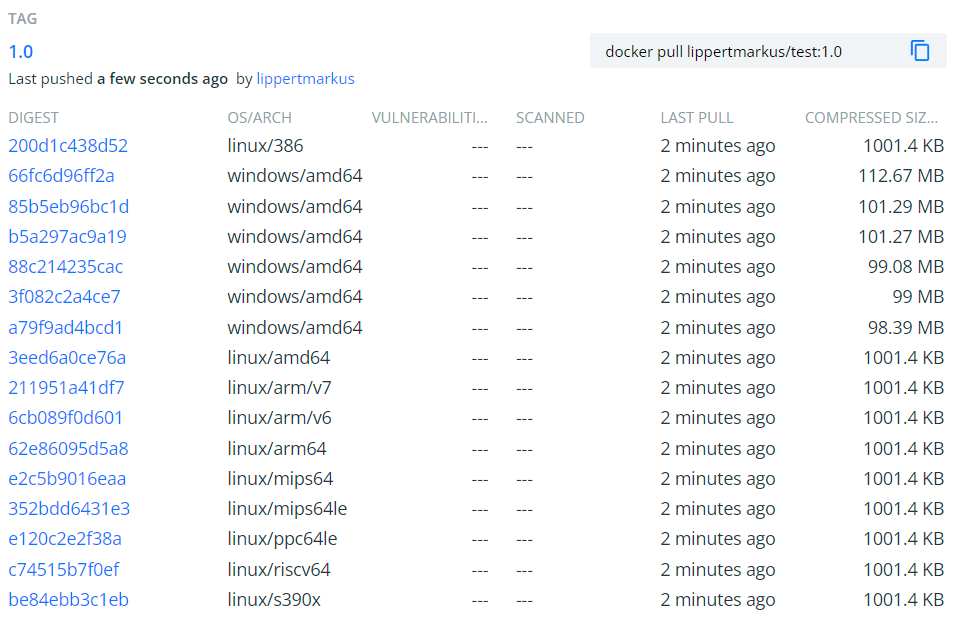 TAG
1.0
docker pull lippertmarkus/test:1.0
Last pushed a few seconds ago by lippertmarkus
DIGEST OS/ARCH VULNERABILITI... SCANNED LAST PULL COMPRESSED SIZ...
200d1c438d52 linux/386 --- --- 2 minutes ago 1001.4 KB
66fc6d96ff2a windows/amd64 --- --- 2 minutes ago 112.67 MB
85b5eb96bc1d windows/amd64 --- --- 2 minutes ago 101.29 MB
b5a297ac9a19 windows/amd64 --- --- 2 minutes ago 101.27 MB
88c214235cac windows/amd64 --- --- 2 minutes ago 99.08 MB
3f082c2a4ce7 windows/amd64 --- --- 2 minutes ago 99 MB
a79f9ad4bcd1 windows/amd64 --- --- 2 minutes ago 98.39 MB
3eed6a0ce76a linux/amd64 --- --- 2 minutes ago 1001.4 KB
211951a41df7 linux/arm/v7 --- --- 2 minutes ago 1001.4 KB
6cb089f0d601 linux/arm/v6 --- --- 2 minutes ago 1001.4 KB
62e86095d5a8 linux/arm64 --- --- 2 minutes ago 1001.4 KB
e2c5b9016eaa linux/mips64 --- --- 2 minutes ago 1001.4 KB
352bdd6431e3 linux/mips64le --- --- 2 minutes ago 1001.4 KB
e120c2e2f38a linux/ppc64le --- --- 2 minutes ago 1001.4 KB
c74515b7f0ef linux/riscv64 --- --- 2 minutes ago 1001.4 KB
be84ebb3c1eb linux/s390x --- --- 2 minutes ago 1001.4 KB